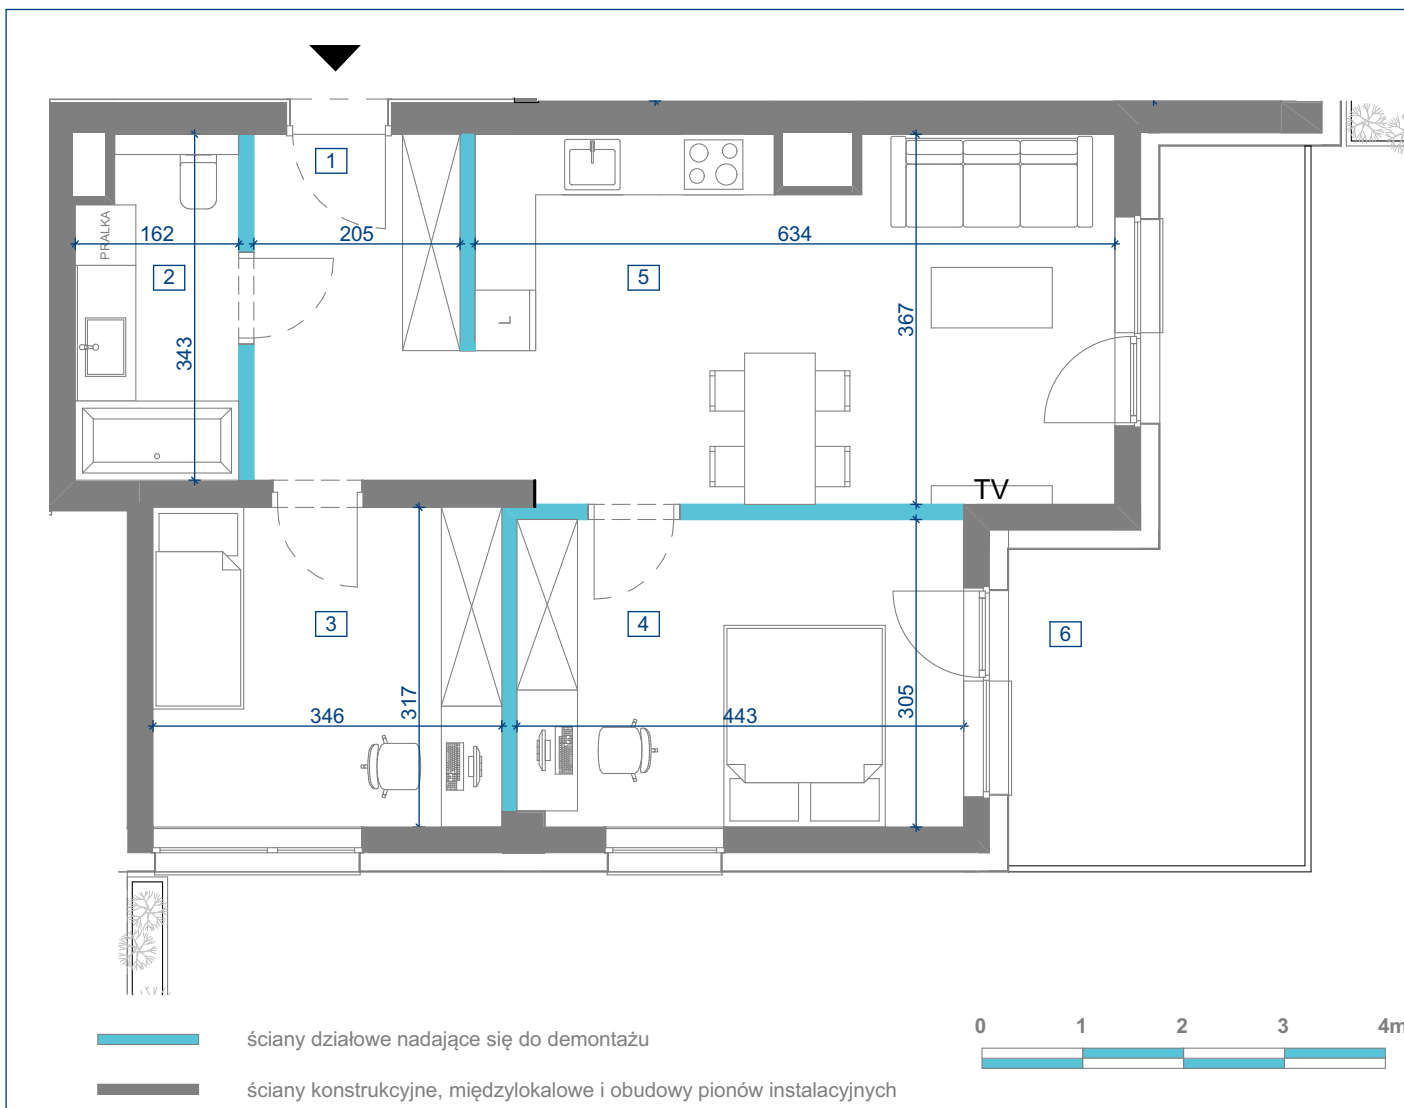 1
PRALKA
162
205
634
2
5
L
367
343
TV
3
4
6
317
305
346
443
0 1 2 3 4m
ściany działowe nadające się do demontażu
ściany konstrukcyjne, międzylokalowe i obudowy pionów instalacyjnych